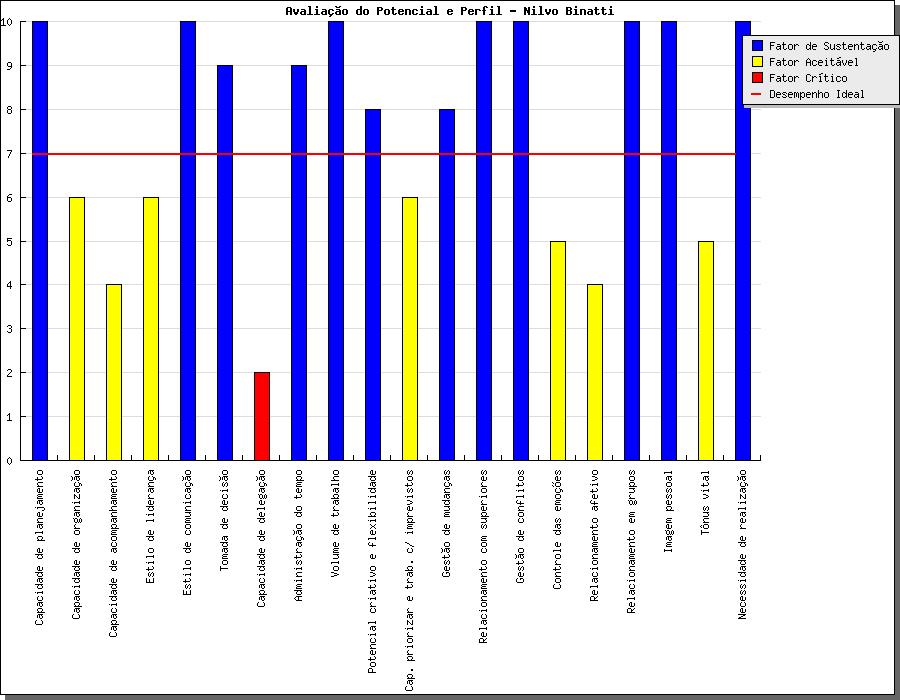 Avaliação do Potencial e Perfil - Nilvo Binatti
10
9
8
7
6
5
4
3
2
1
0
Fator de Sustentação
Fator Aceitável
Fator Crítico
Desempenho Ideal
Capacidade de planejamento
Capacidade de organização
Capacidade de acompanhamento
Estilo de liderança
Estilo de comunicação
Tomada de decisão
Capacidade de delegação
Administração do tempo
Volume de trabalho
Potencial criativo e flexibilidade
Cap. priorizar e trab. c/ imprevistos
Gestão de mudanças
Relacionamento com superiores
Gestão de conflitos
Controle das emoções
Relacionamento afetivo
Relacionamento em grupos
Imagem pessoal
Tônus vital
Necessidade de realização